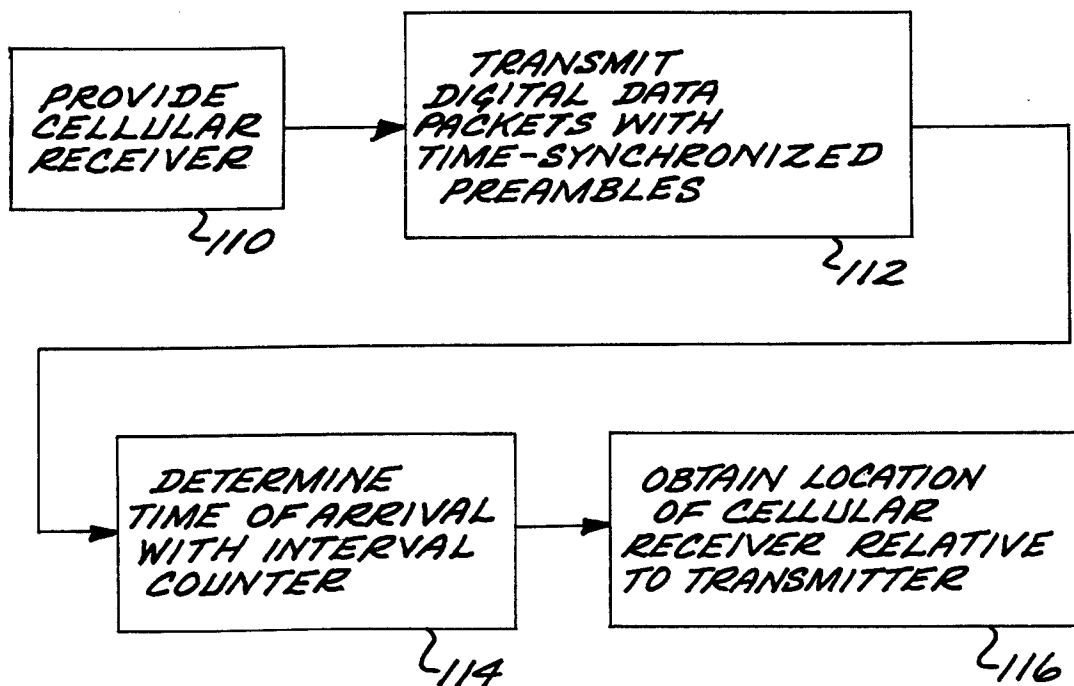 PROVIDE
CELLULAR
RECEIVER
110
TRANSMIT
DIGITAL DATA
PACKETS WITH
TIME-SYNCHRONIZED
PREAMBLES
112
DETERMINE
TIME OF ARRIVAL
WITH INTERVAL
COUNTER
114
OBTAIN LOCATION
OF CELLULAR
RECEIVER RELATIVE
TO TRANSMITTER
116